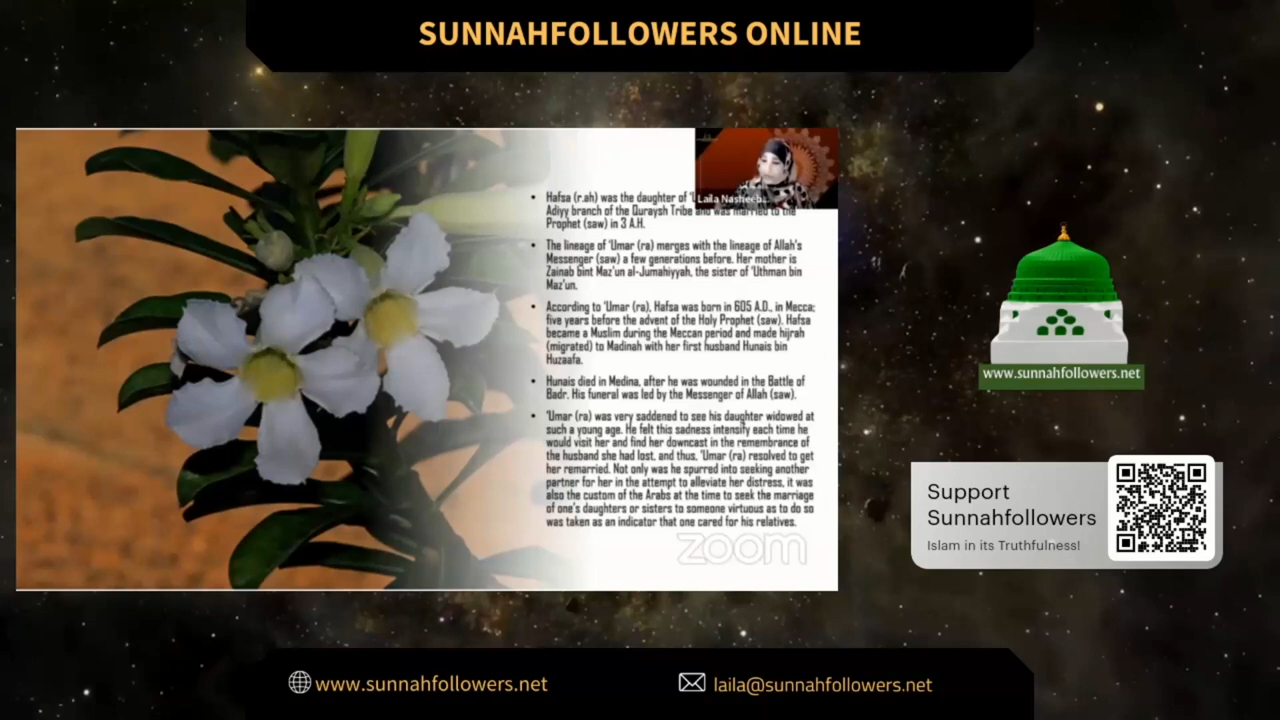 SUNNAHFOLLOWERS ONLINE
Laila Nasheeb...
Hafsa (r.ah) was the daughter of
Adiyy branch of the Quraysh Tribe and was married to the
Prophet (saw) in 3 A.H.
The lineage of 'Umar (ra) merges with the lineage of Allah's
Messenger (saw) a few generations before. Her mother is
Zainab bint Maz'un al-Jumahiyyah, the sister of 'Uthman bin
Maz'un.
According to 'Umar (ra), Hafsa was born in 605 A.D., in Mecca;
five years before the advent of the Holy Prophet (saw). Hafsa
became a Muslim during the Meccan period and made hijrah
(migrated) to Madinah with her first husband Hunais bin
Huzaafa.
Hunais died in Medina, after he was wounded in the Battle of
Badr. His funeral was led by the Messenger of Allah (saw).
'Umar (ra) was very saddened to see his daughter widowed at
such a young age. He felt this sadness intensify each time he
would visit her and find her downcast in the remembrance of
the husband she had lost, and thus, 'Umar (ra) resolved to get
her remarried. Not only was he spurred into seeking another
partner for her in the attempt to alleviate her distress, it was
also the custom of the Arabs at the time to seek the marriage
of one's daughters or sisters to someone virtuous as to do so
was taken as an indicator that one cared for his relatives.
zoom
www.sunnahfollowers.net
Support
Sunnahfollowers
Islam in its Truthfulness!
www.sunnahfollowers.net
laila@sunnahfollowers.net